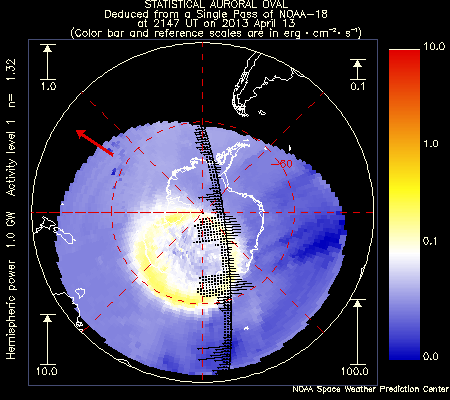 STATISTICAL AURORAL OVAL
Deduced from a Single Pass of NOAA-18
at 2147 UT on 2013 April 13
(Color bar and reference scales are in erg · cm⁻² · s⁻¹)
10.0
1.0
0.1
1.0
-60
0.1
0.0
10.0
100.0
Hemispheric power 1.0 GW Activity level 1 n= 1.32
NOAA Space Weather Prediction Center